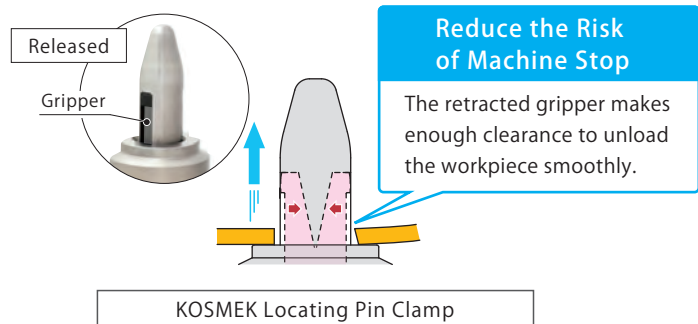 Released
Gripper
Reduce the Risk
of Machine Stop
The retracted gripper makes
enough clearance to unload
the workpiece smoothly.
KOSMEK Locating Pin Clamp